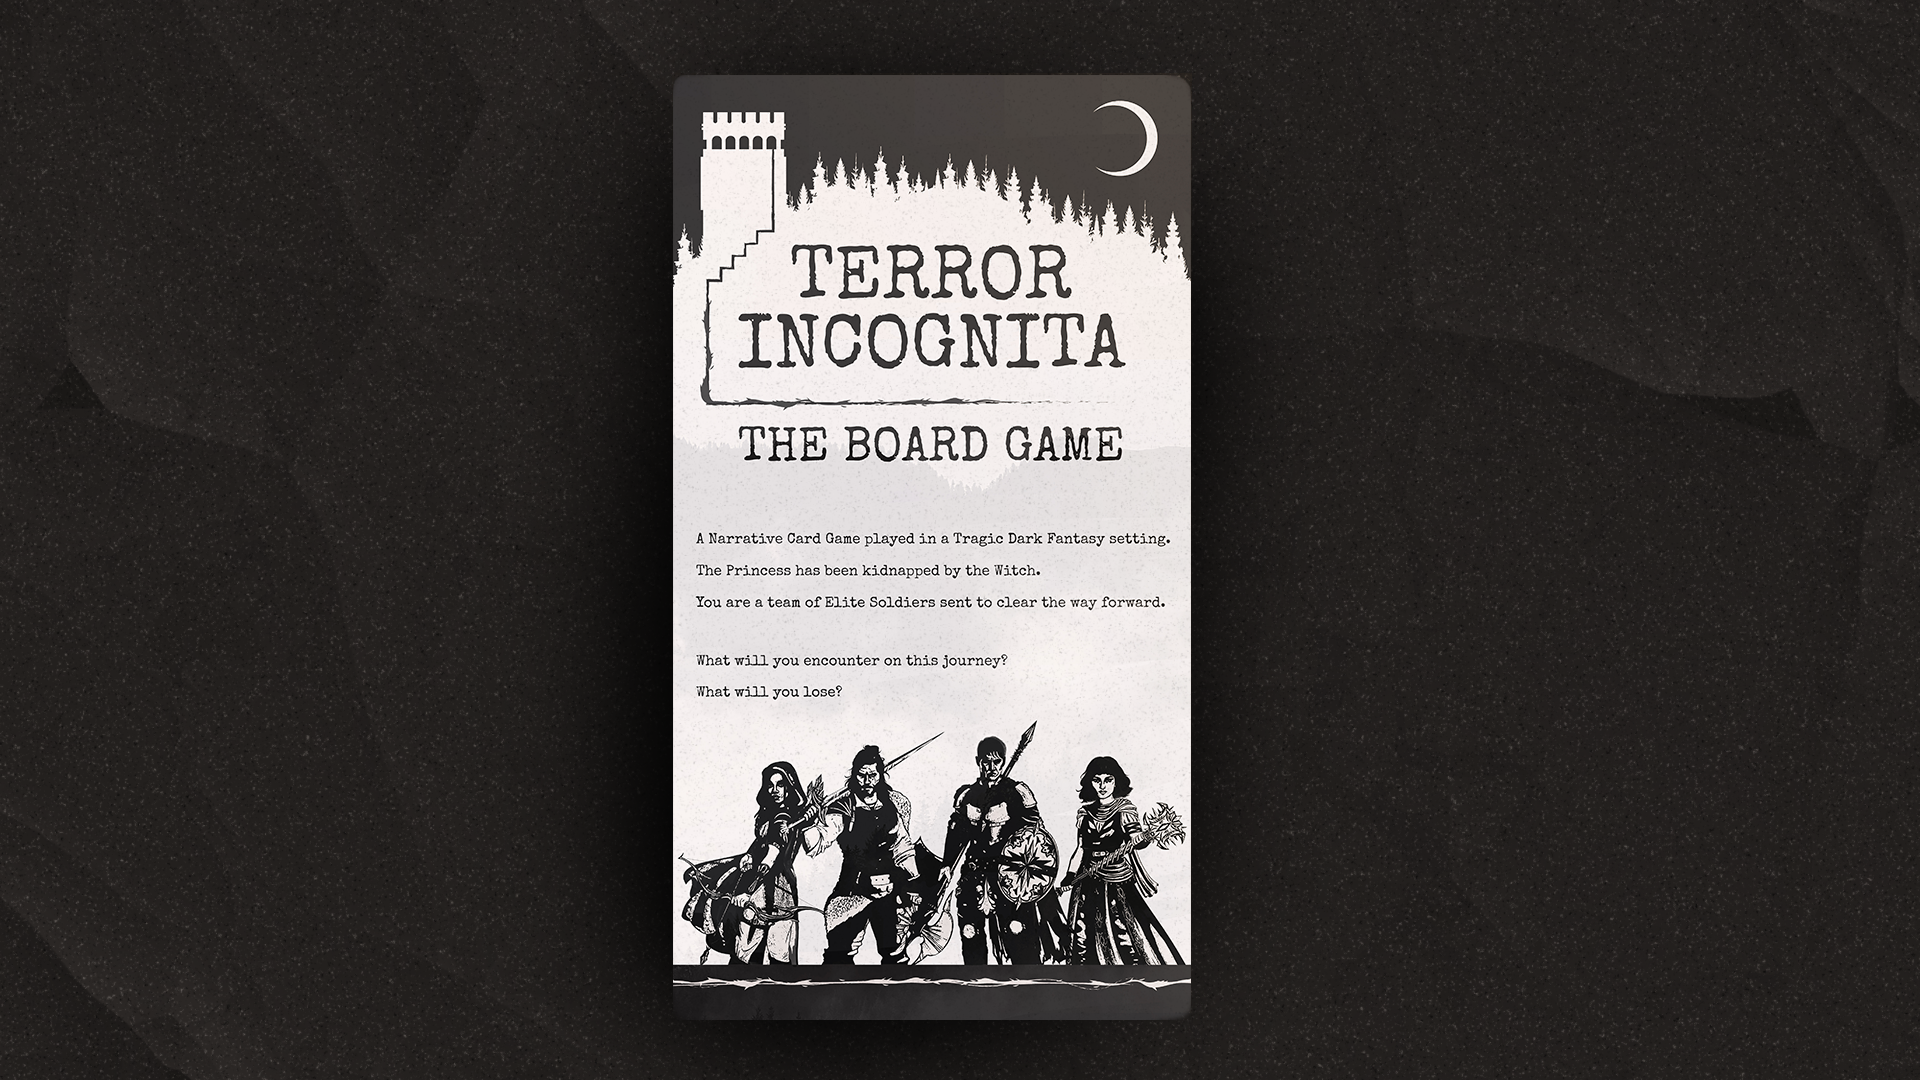 TERROR
INCOGNITA
THE BOARD GAME
A Narrative Card Game played in a Tragic Dark Fantasy setting.
The Princess has been kidnapped by the Witch.
You are a team of Elite Soldiers sent to clear the way forward.
What will you encounter on this journey?
What will you lose?